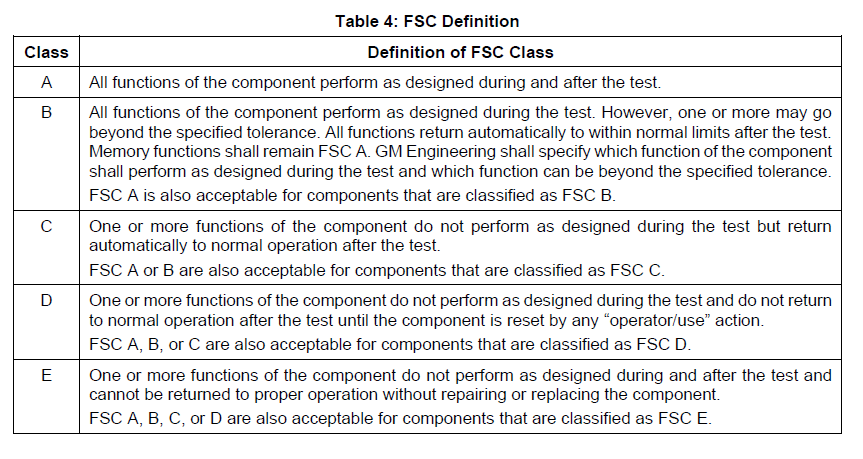 Table 4: FSC Definition
Class Definition of FSC Class
A All functions of the component perform as designed during and after the test.
B All functions of the component perform as designed during the test. However, one or more may go
beyond the specified tolerance. All functions return automatically to within normal limits after the test.
Memory functions shall remain FSC A. GM Engineering shall specify which function of the component
shall perform as designed during the test and which function can be beyond the specified tolerance.
FSC A is also acceptable for components that are classified as FSC B.
C One or more functions of the component do not perform as designed during the test but return
automatically to normal operation after the test.
FSC A or B are also acceptable for components that are classified as FSC C.
D One or more functions of the component do not perform as designed during the test and do not return
to normal operation after the test until the component is reset by any “operator/use” action.
FSC A, B, or C are also acceptable for components that are classified as FSC D.
E One or more functions of the component do not perform as designed during and after the test and
cannot be returned to proper operation without repairing or replacing the component.
FSC A, B, C, or D are also acceptable for components that are classified as FSC E.